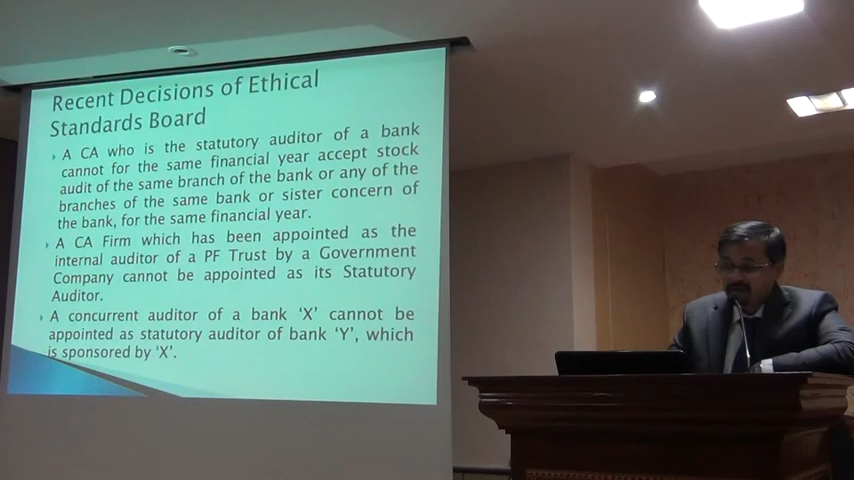 Recent Decisions of Ethical
Standards Board
A CA who is the statutory auditor of a bank
cannot for the same financial year accept stock
audit of the same branch of the bank or any of the
branches of the same bank or sister concern of
the bank, for the same financial year.
A CA Firm which has been appointed as the
internal auditor of a PF Trust by a Government
Company cannot be appointed as its Statutory
Auditor.
A concurrent auditor of a bank ‘X’ cannot be
appointed as statutory auditor of bank ‘Y’, which
is sponsored by ‘X’.